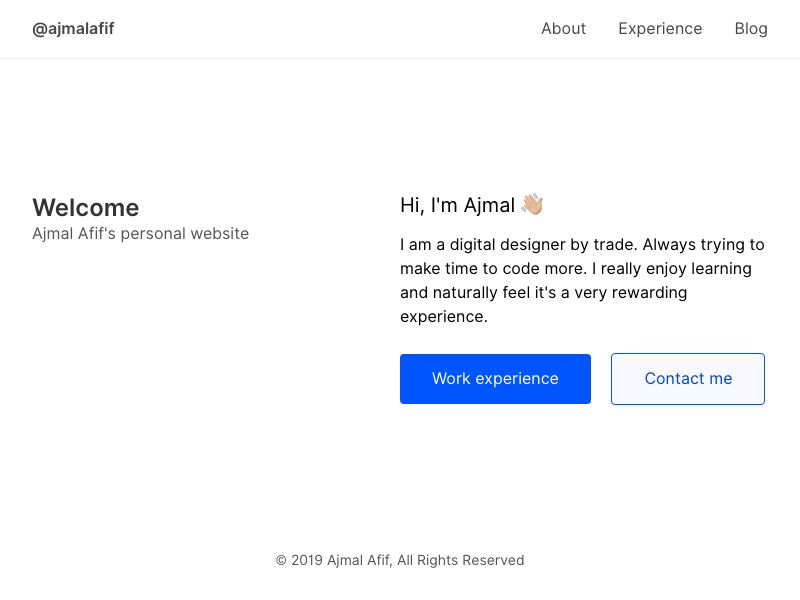 @ajmalafif
About Experience Blog
Welcome
Ajmal Afif's personal website
Hi, I'm Ajmal 👋🏼
I am a digital designer by trade. Always trying to
make time to code more. I really enjoy learning
and naturally feel it's a very rewarding
experience.
Work experience
Contact me
© 2019 Ajmal Afif, All Rights Reserved